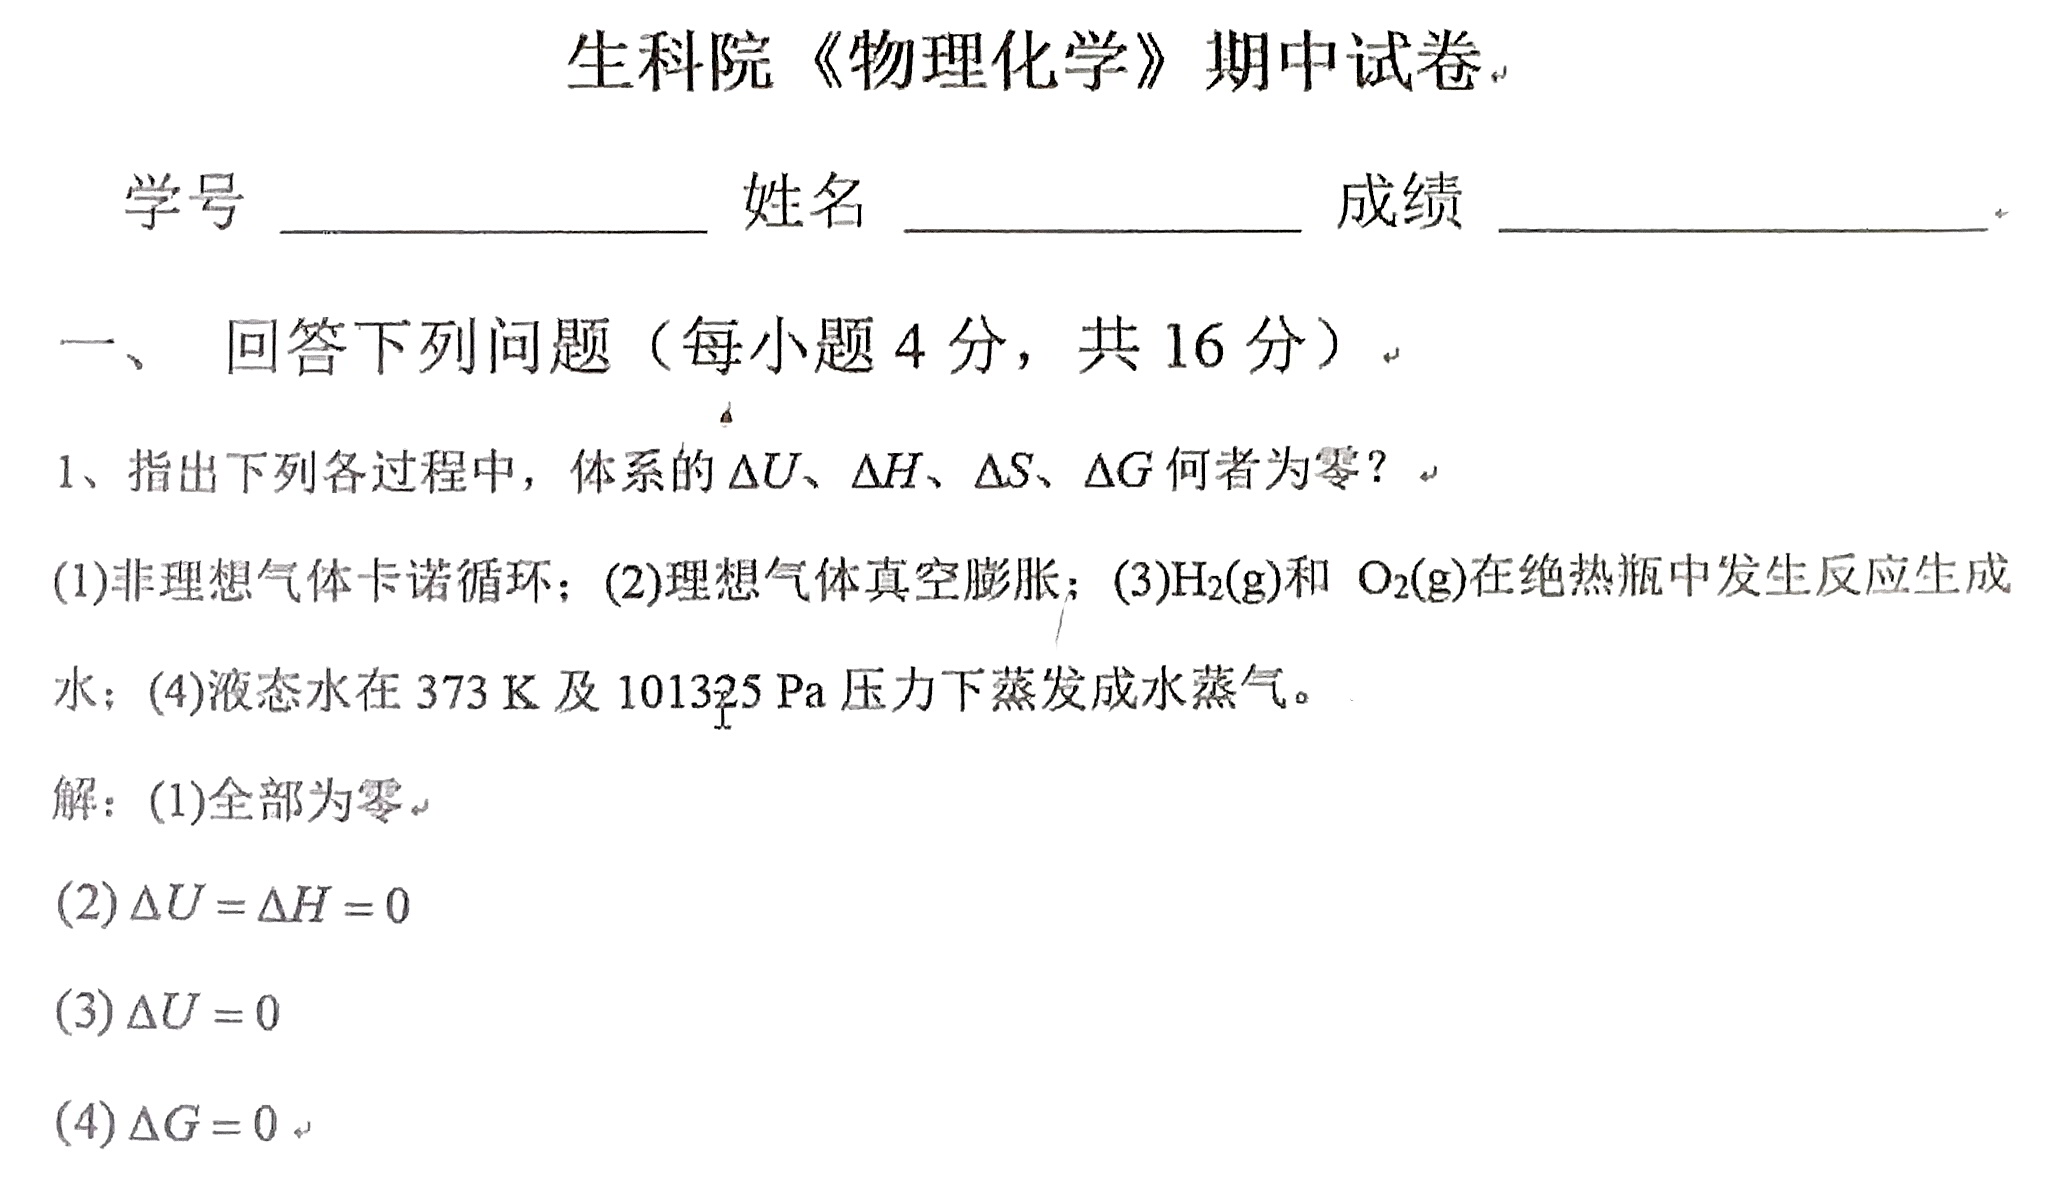 生科院《物理化学》期中试卷
学号 姓名 成绩
一、 回答下列问题（每小题 4 分，共 16 分）
1、指出下列各过程中，体系的 ΔU、ΔH、ΔS、ΔG 何者为零？
(1)非理想气体卡诺循环；(2)理想气体真空膨胀；(3)H₂(g)和 O₂(g)在绝热瓶中发生反应生成
水；(4)液态水在 373 K 及 101325 Pa 压力下蒸发成水蒸气。
解：(1)全部为零
(2) ΔU = ΔH = 0
(3) ΔU = 0
(4) ΔG = 0